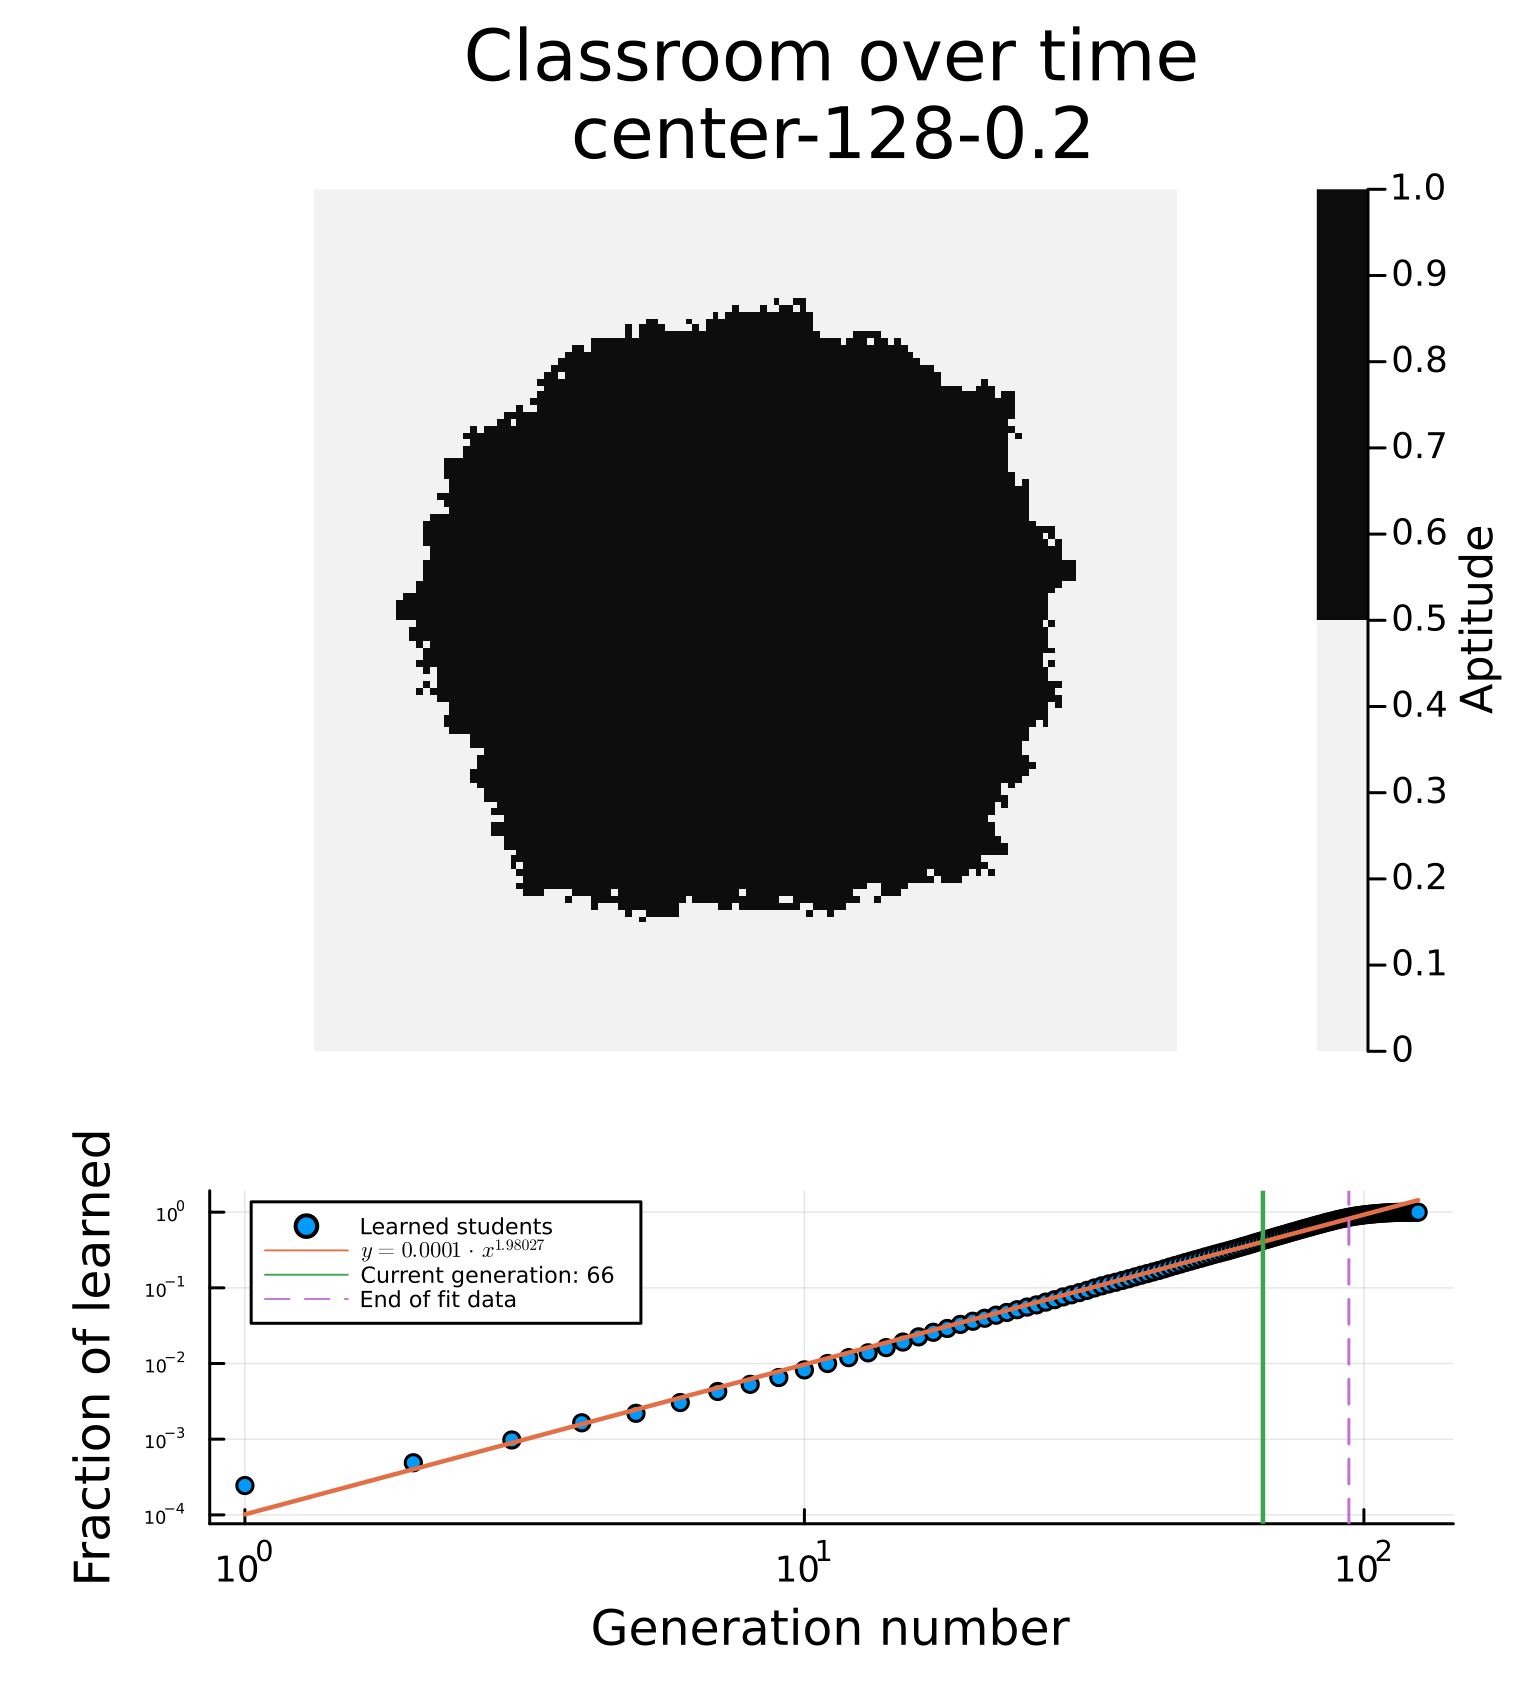 Classroom over time
center-128-0.2
1.0
0.9
0.8
0.7
0.6
0.5
0.4
0.3
0.2
0.1
0
Aptitude
Fraction of learned
10⁰
10⁻¹
10⁻²
10⁻³
10⁻⁴
Learned students
y = 0.0001 · x^1.98027
Current generation: 66
End of fit data
10⁰ 10¹ 10²
Generation number